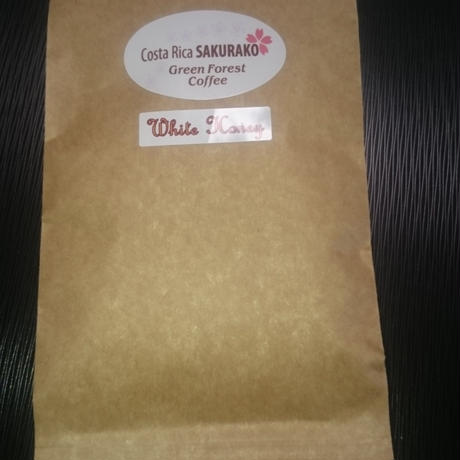 Costa Rica SAKURAKO
Green Forest
Coffee
White Honey